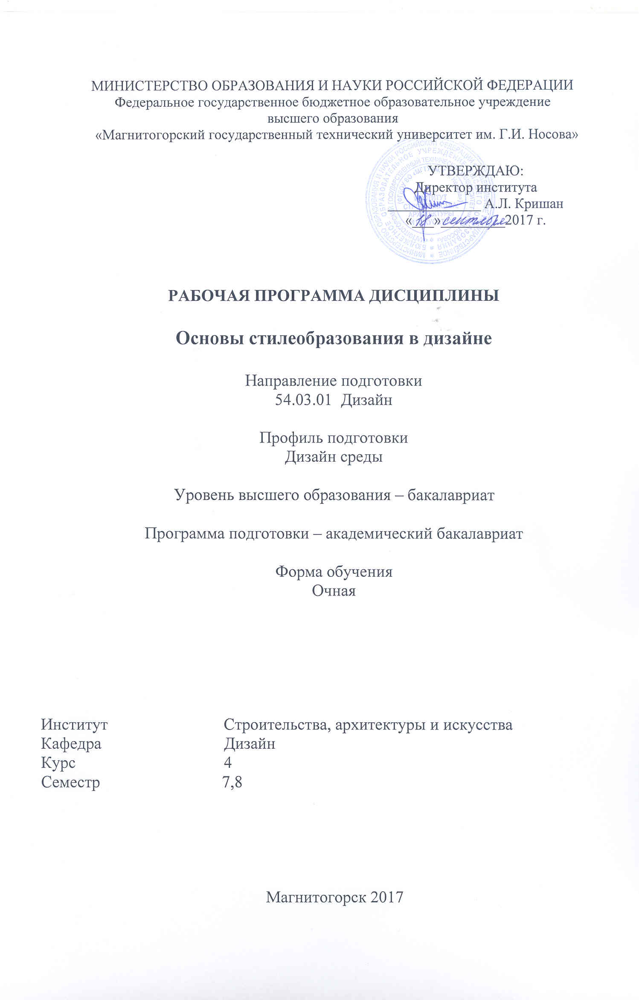 МИНИСТЕРСТВО ОБРАЗОВАНИЯ И НАУКИ РОССИЙСКОЙ ФЕДЕРАЦИИ
Федеральное государственное бюджетное образовательное учреждение
высшего образования
«Магнитогорский государственный технический университет им. Г.И. Носова»
УТВЕРЖДАЮ:
Директор института
А.Л. Кришан
«18» сентября 2017 г.
РАБОЧАЯ ПРОГРАММА ДИСЦИПЛИНЫ
Основы стилеобразования в дизайне
Направление подготовки
54.03.01 Дизайн
Профиль подготовки
Дизайн среды
Уровень высшего образования – бакалавриат
Программа подготовки – академический бакалавриат
Форма обучения
Очная
Институт Строительства, архитектуры и искусства
Кафедра Дизайн
Курс 4
Семестр 7,8
Магнитогорск 2017